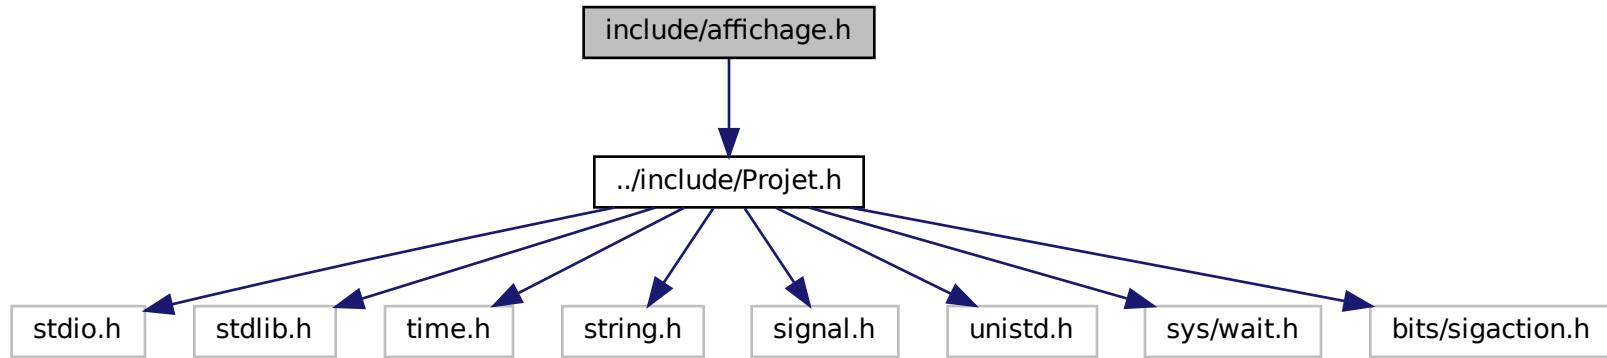 include/affichage.h
../include/Projet.h
stdio.h
stdlib.h
time.h
string.h
signal.h
unistd.h
sys/wait.h
bits/sigaction.h